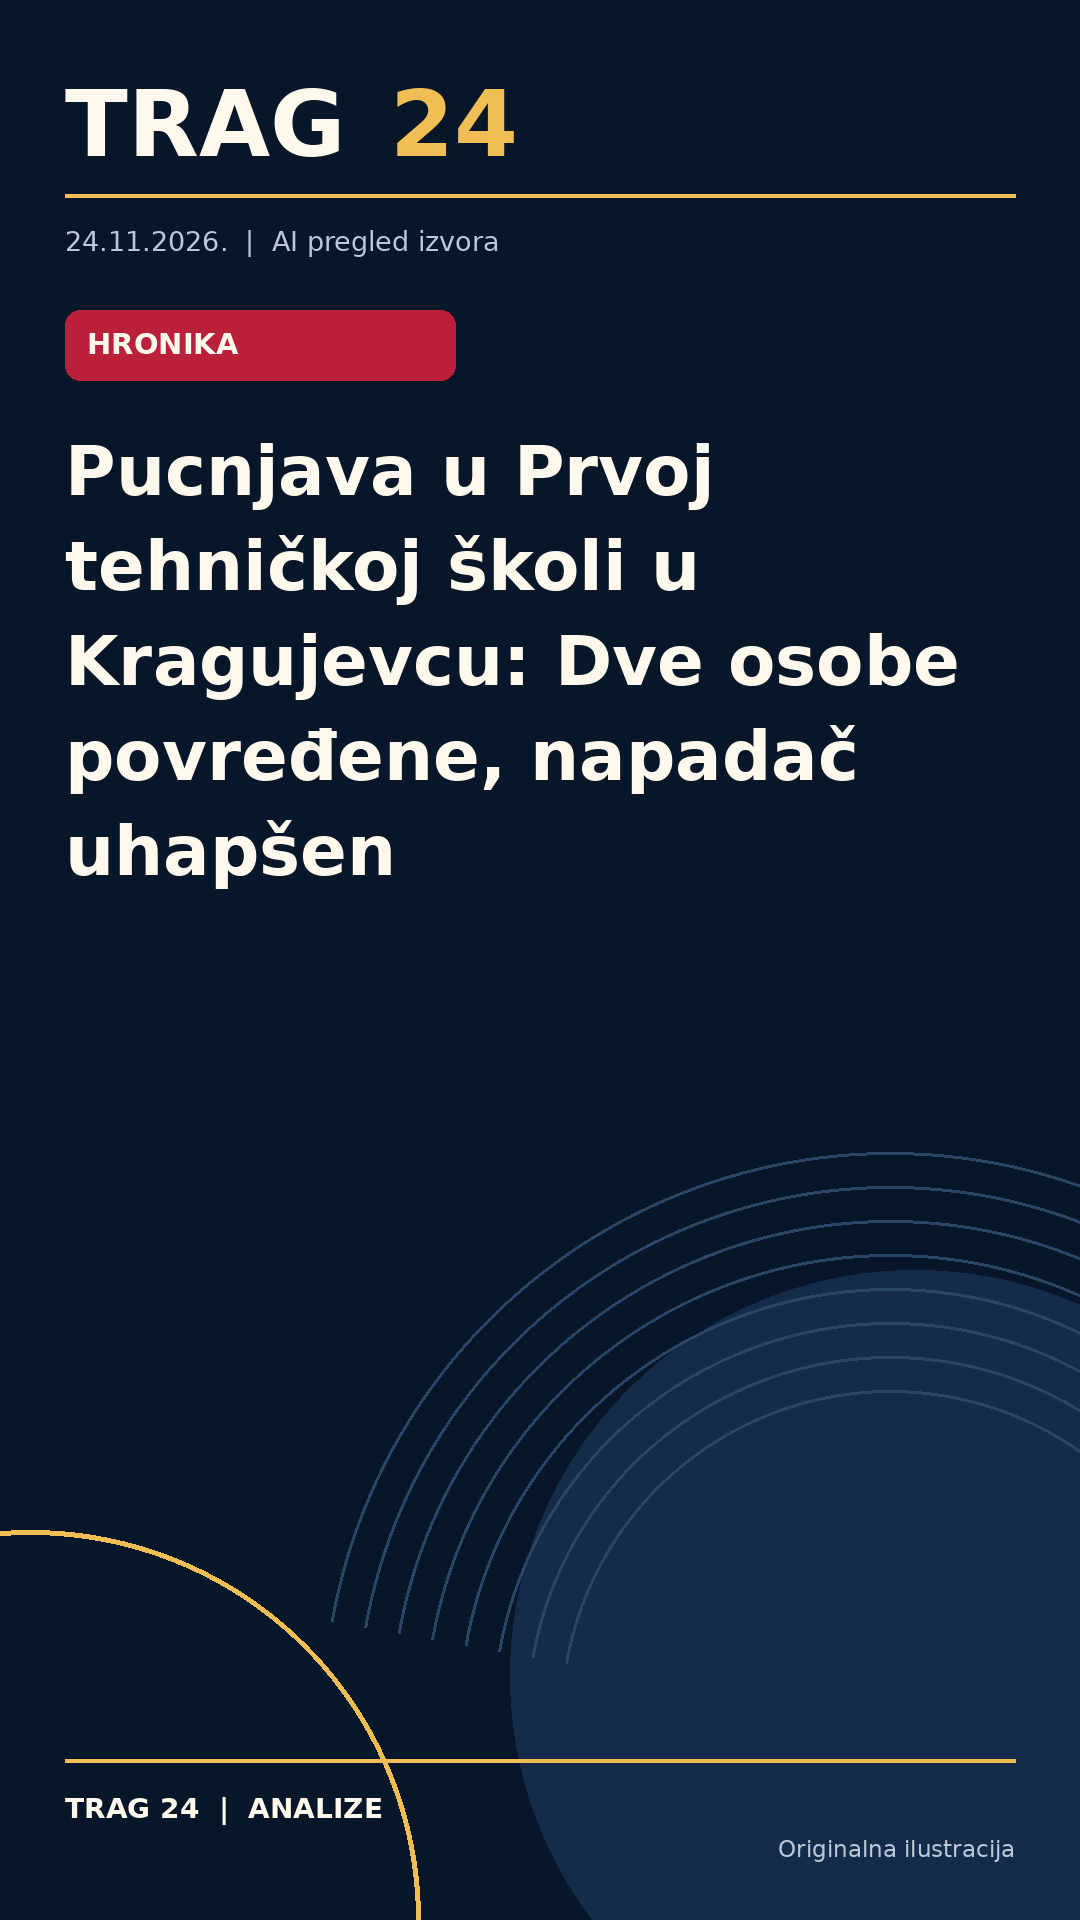 TRAG 24
24.11.2026. | AI pregled izvora
HRONIKA
Pucnjava u Prvoj
tehničkoj školi u
Kragujevcu: Dve osobe
povređene, napadač
uhapšen
TRAG 24 | ANALIZE
Originalna ilustracija